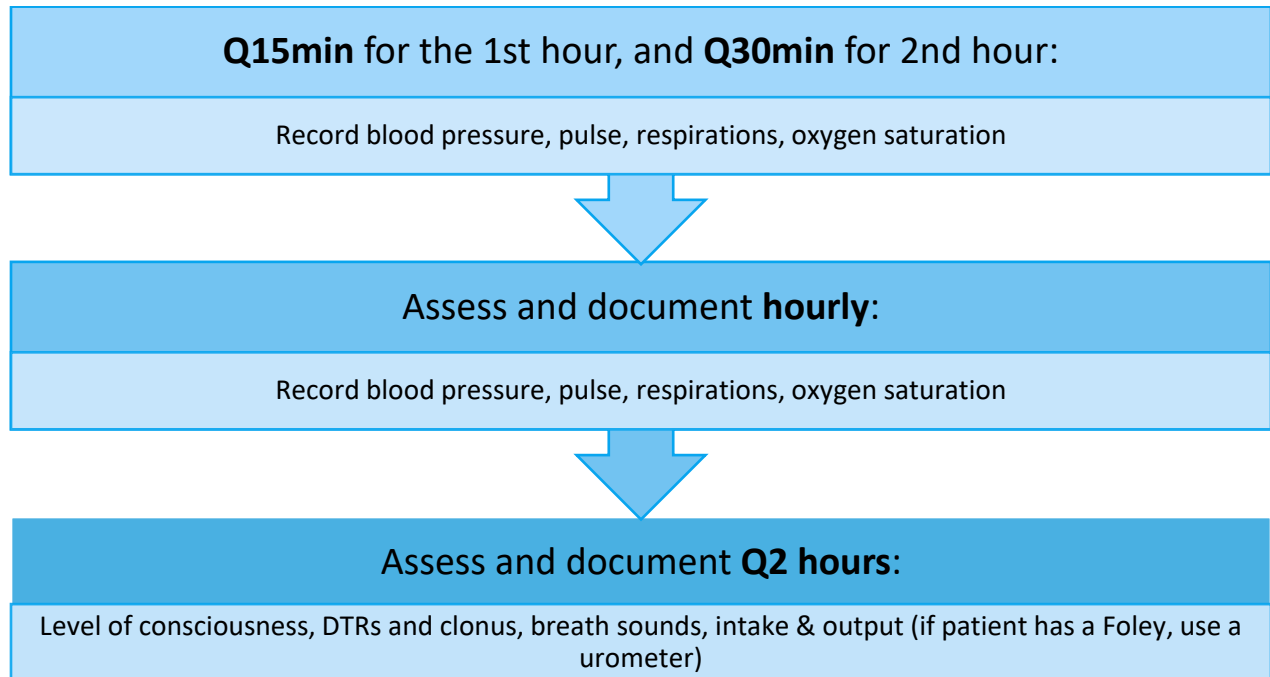 Q15min for the 1st hour, and Q30min for 2nd hour:
Record blood pressure, pulse, respirations, oxygen saturation
Assess and document hourly:
Record blood pressure, pulse, respirations, oxygen saturation
Assess and document Q2 hours:
Level of consciousness, DTRs and clonus, breath sounds, intake & output (if patient has a Foley, use a
urometer)